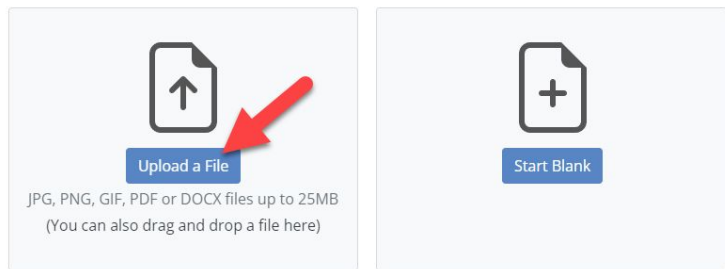 Upload a File
JPG, PNG, GIF, PDF or DOCX files up to 25MB
(You can also drag and drop a file here)
Start Blank